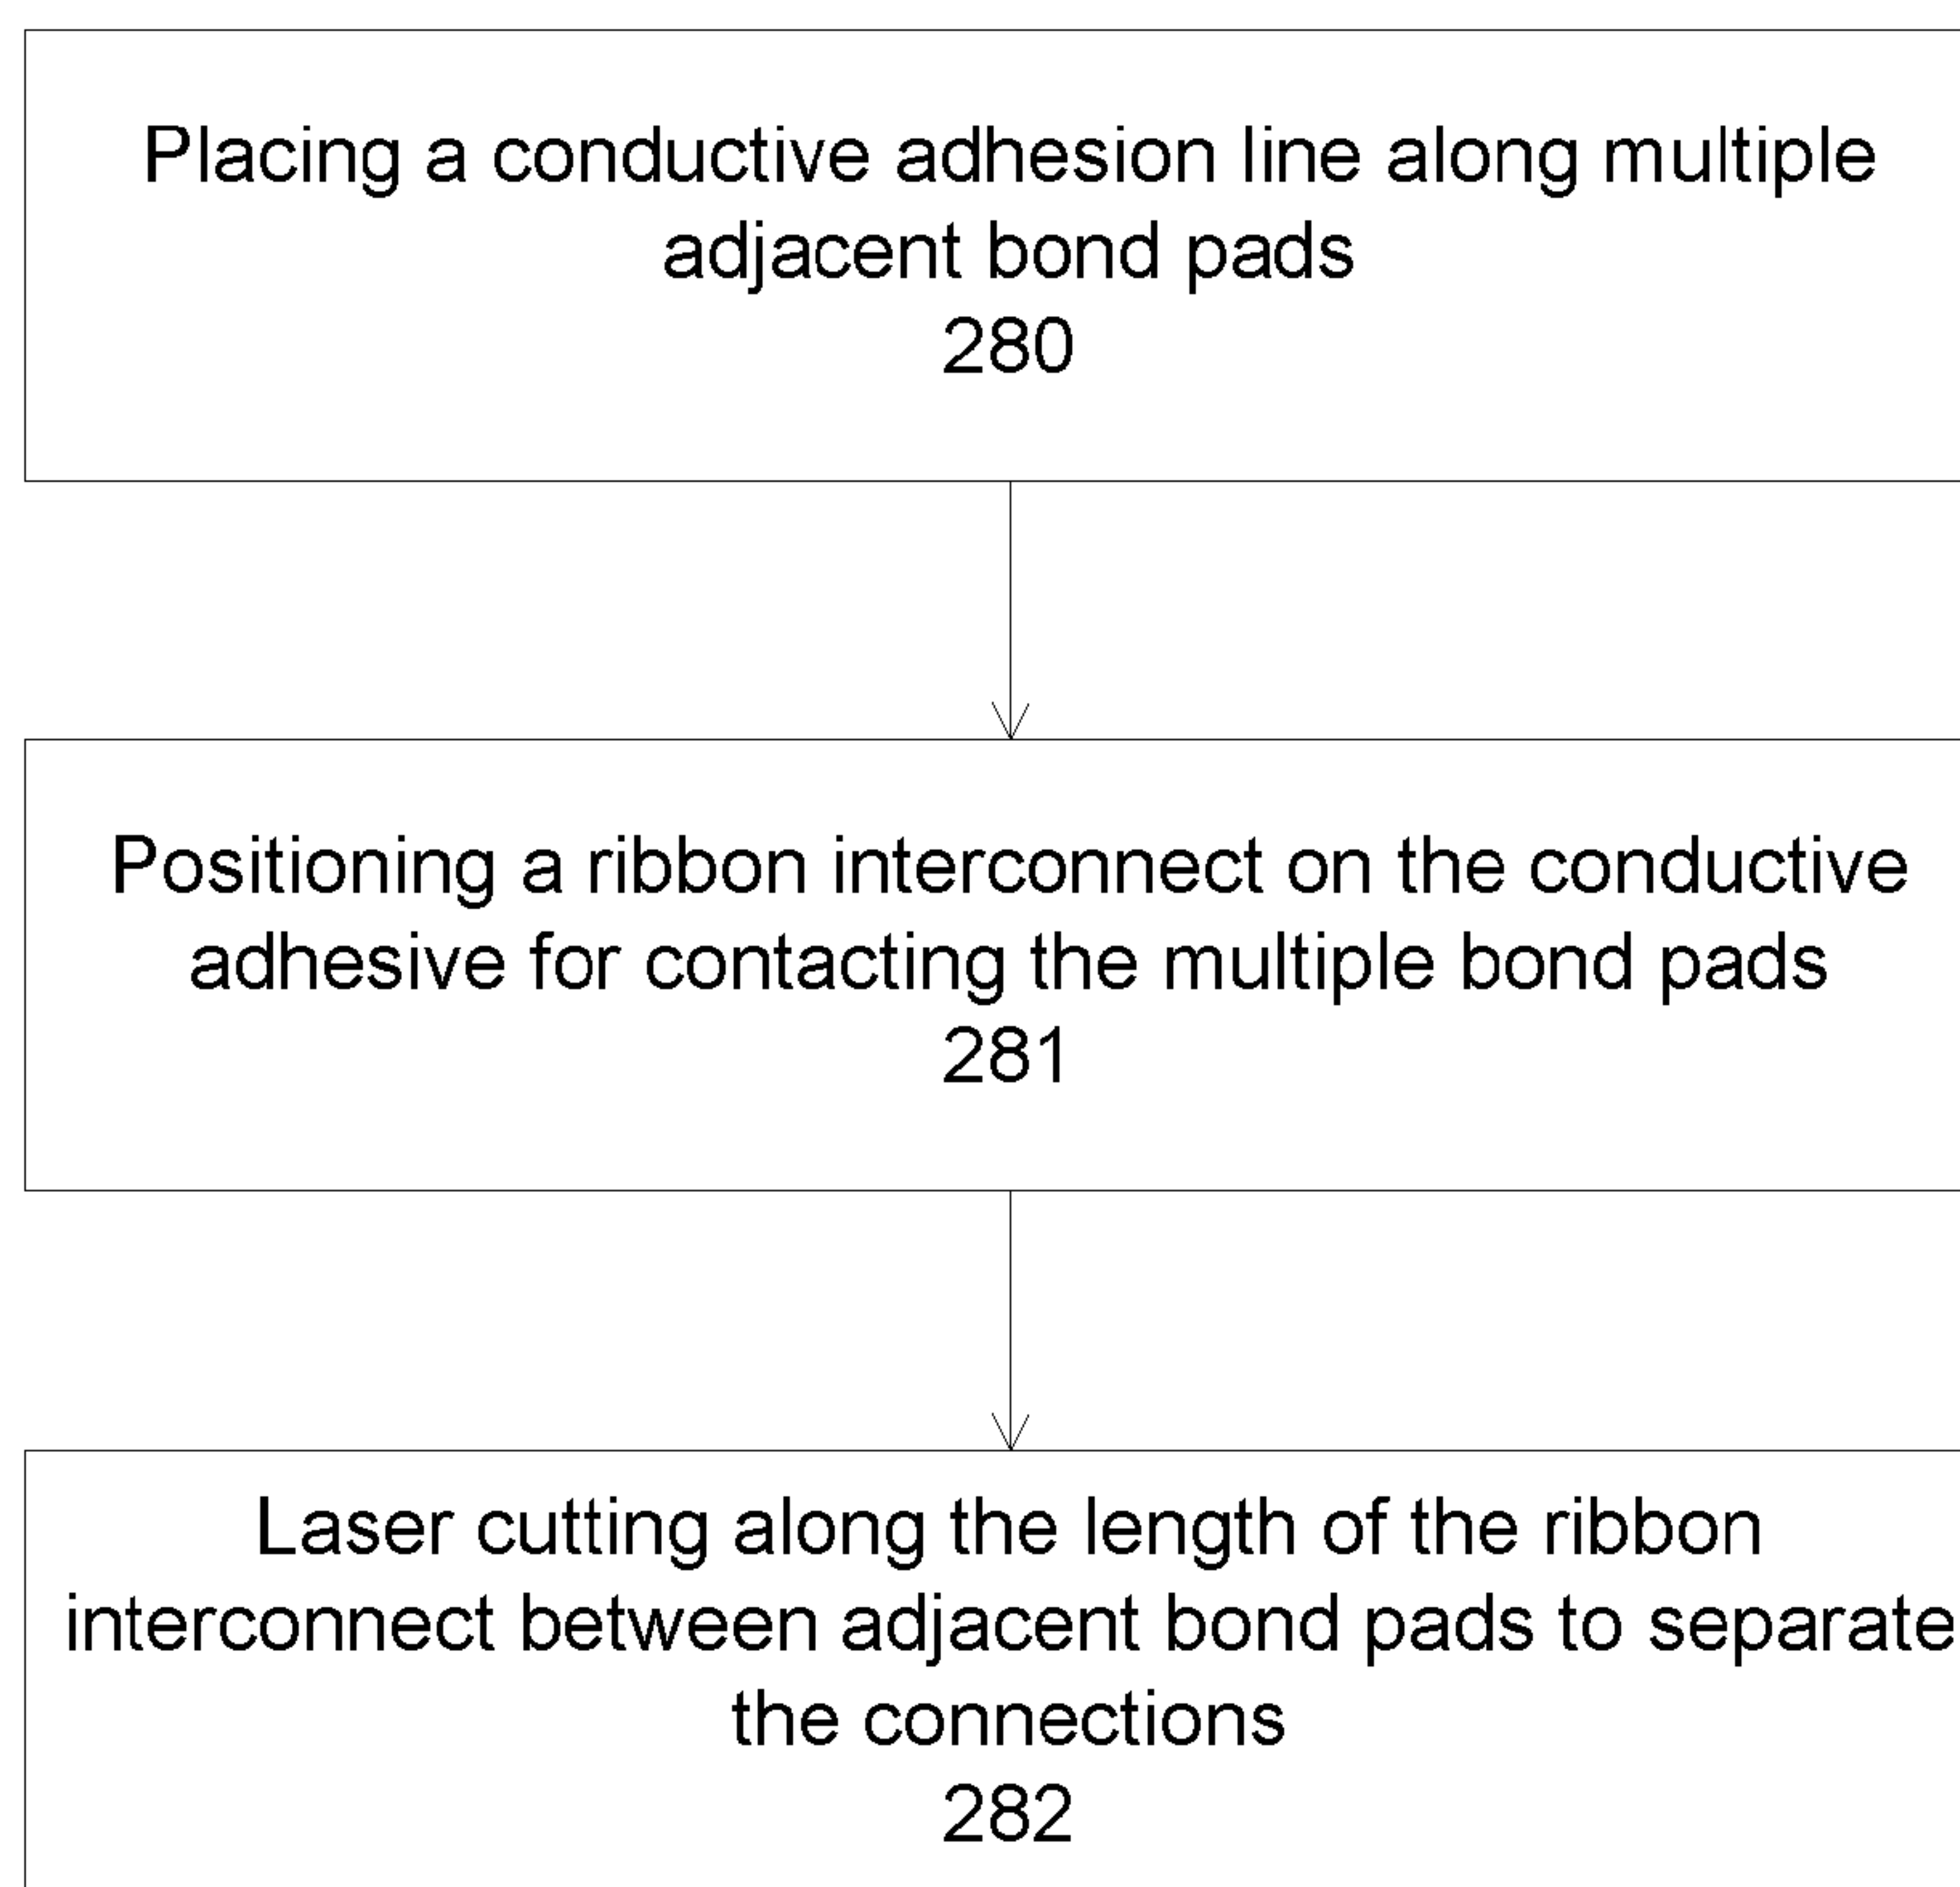 Placing a conductive adhesion line along multiple
adjacent bond pads
280
Positioning a ribbon interconnect on the conductive
adhesive for contacting the multiple bond pads
281
Laser cutting along the length of the ribbon
interconnect between adjacent bond pads to separate
the connections
282